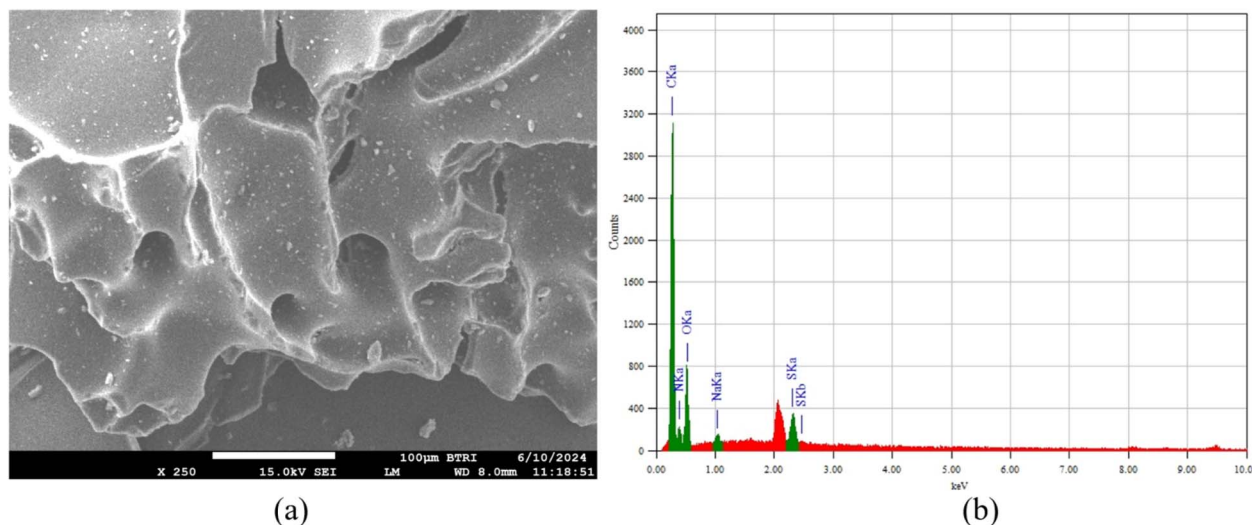 100μm BTRI 6/10/2024
X 250 15.0kV SEI LM WD 8.0mm 11:18:51
(a)
4000
3600
3200
2800
2400
2000
1600
1200
800
400
0
Counts
CKa
NKa
OKa
NaKa
SKa
SKb
0.00 1.00 2.00 3.00 4.00 5.00 6.00 7.00 8.00 9.00 10.0
keV
(b)